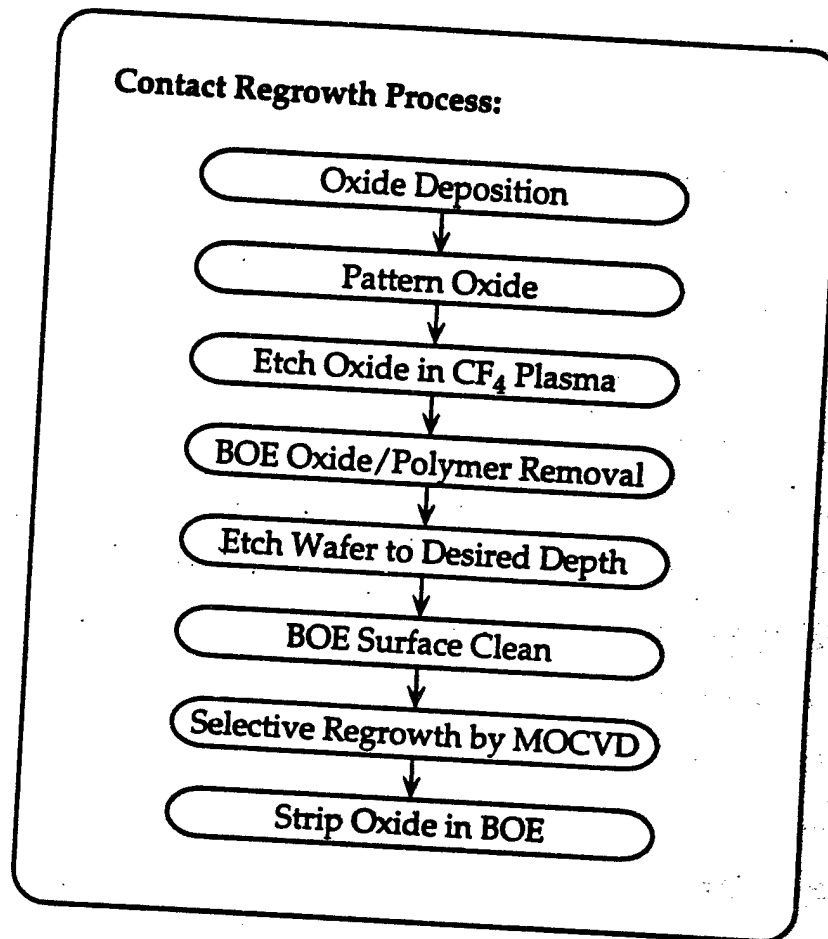 Contact Regrowth Process:
Oxide Deposition
Pattern Oxide
Etch Oxide in CF₄ Plasma
BOE Oxide/Polymer Removal
Etch Wafer to Desired Depth
BOE Surface Clean
Selective Regrowth by MOCVD
Strip Oxide in BOE